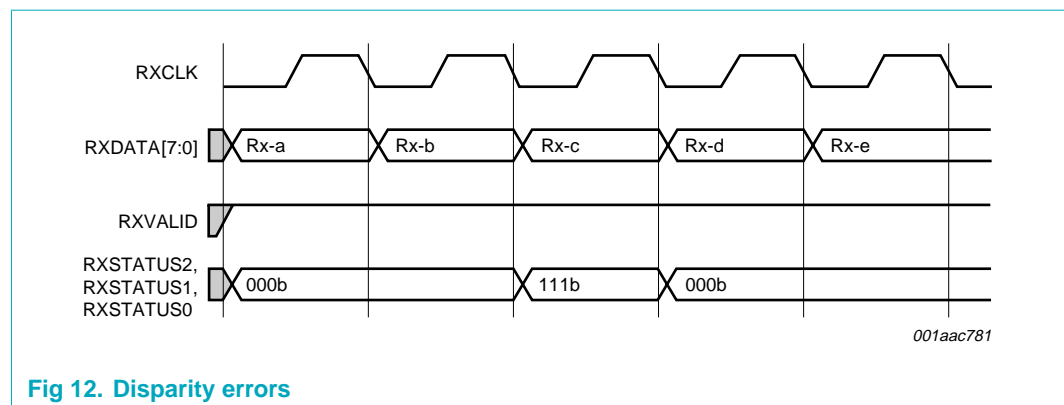 RXCLK
RXDATA[7:0]
Rx-a
Rx-b
Rx-c
Rx-d
Rx-e
RXVALID
RXSTATUS2,
RXSTATUS1,
RXSTATUS0
000b
111b
000b
001aac781
Fig 12. Disparity errors